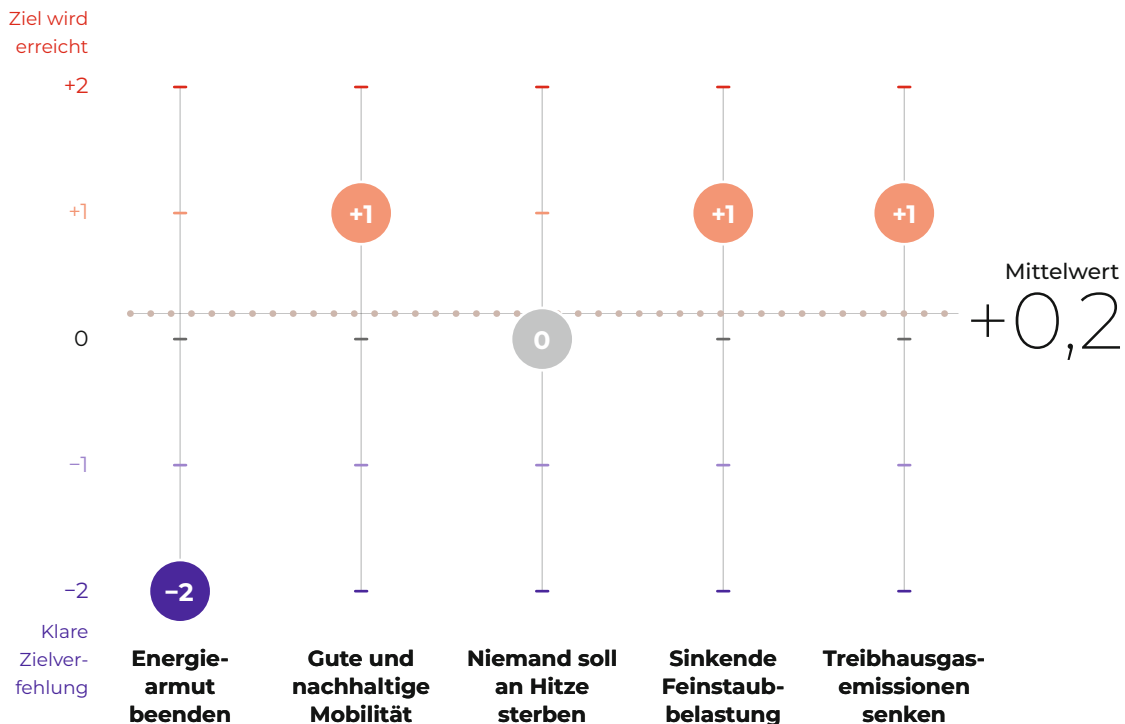 Ziel wird
erreicht
+2
+1
0
−1
−2
Klare
Zielver-
fehlung
+1
+1
+1
0
−2
Mittelwert
+0,2
Energie-
armut
beenden
Gute und
nachhaltige
Mobilität
Niemand soll
an Hitze
sterben
Sinkende
Feinstaub-
belastung
Treibhausgas-
emissionen
senken